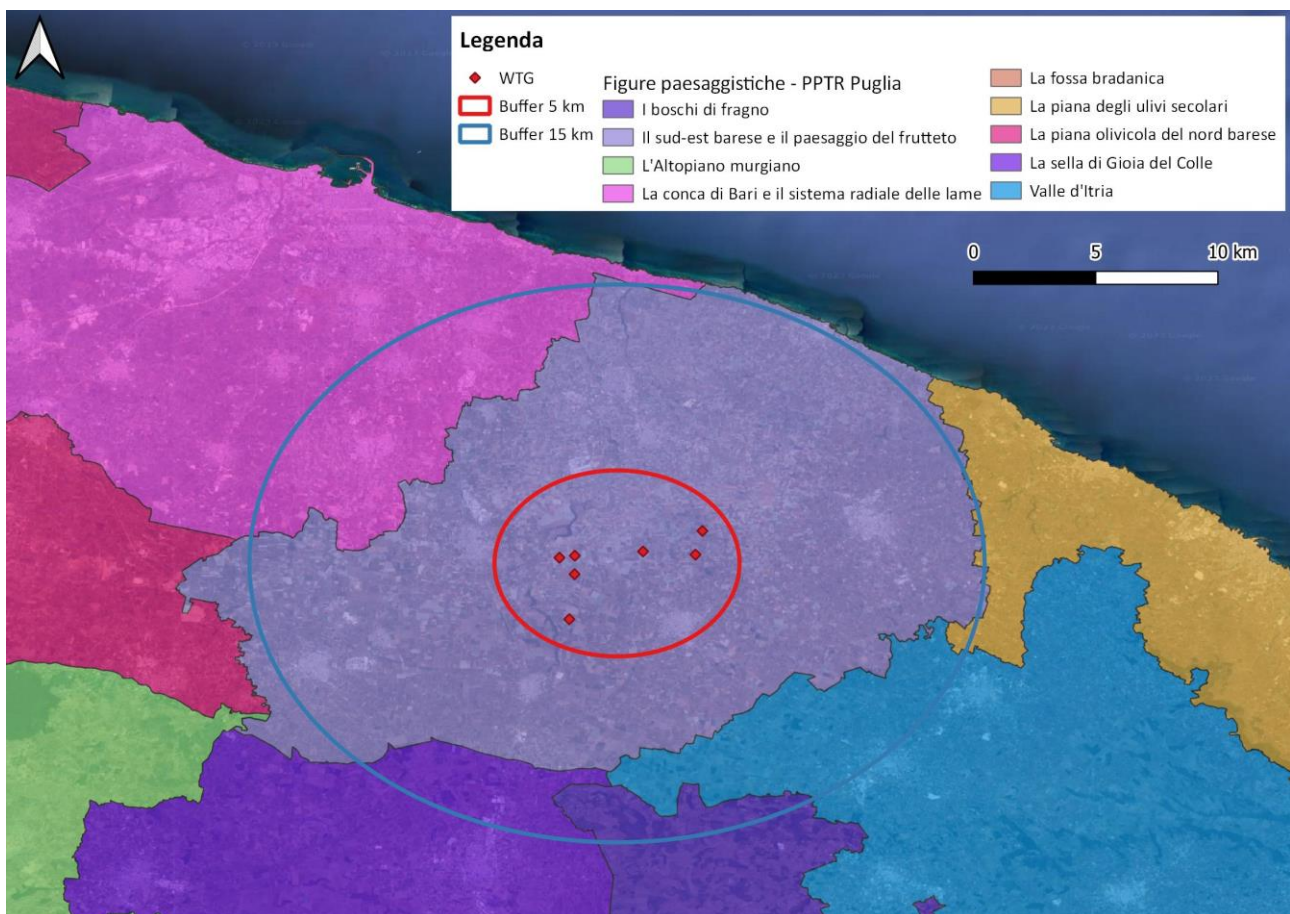 Legenda
WTG
Buffer 5 km
Buffer 15 km
Figure paesaggistiche - PPTR Puglia
I boschi di fragno
Il sud-est barese e il paesaggio del frutteto
L'Altopiano murgiano
La conca di Bari e il sistema radiale delle lame
La fossa bradanica
La piana degli ulivi secolari
La piana olivicola del nord barese
La sella di Gioia del Colle
Valle d'Itria
0 5 10 km